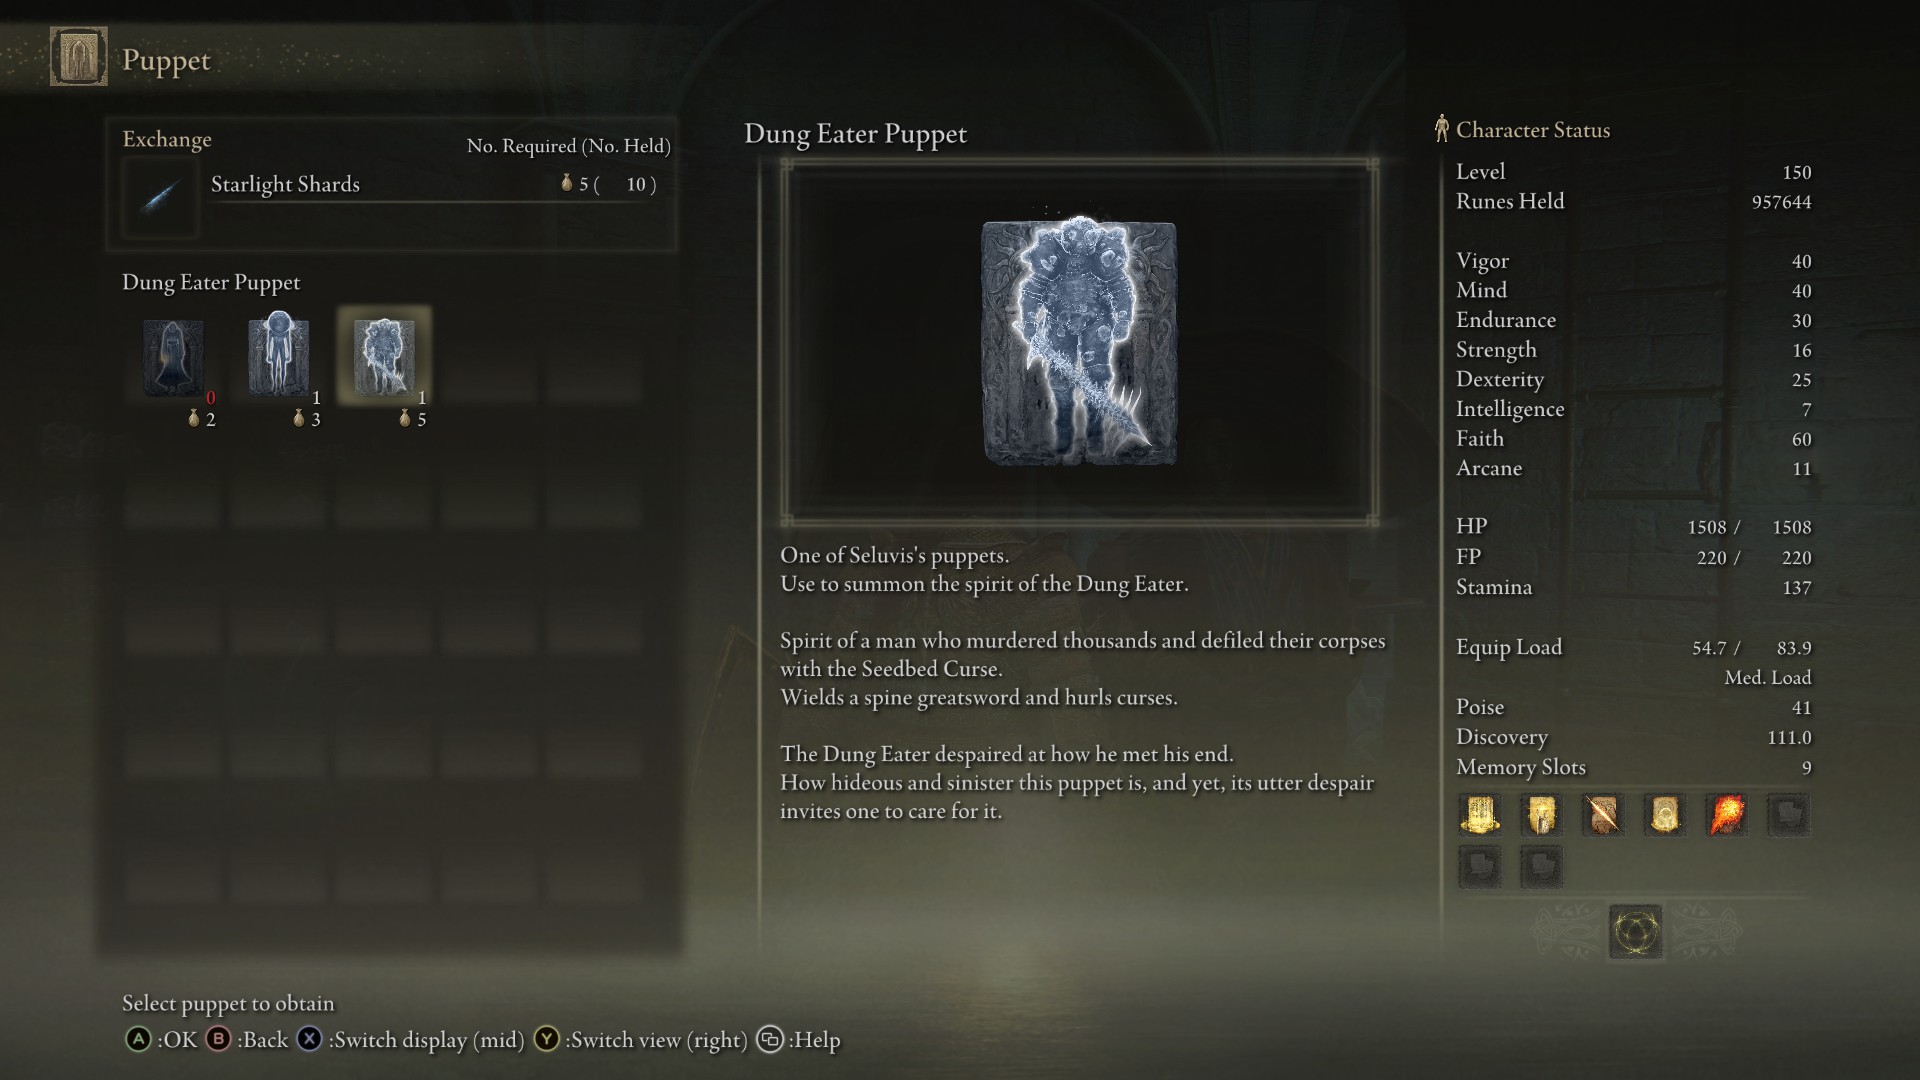 Puppet
Exchange
No. Required (No. Held)
Starlight Shards
5 ( 10 )
Dung Eater Puppet
0 1 1
2 3 5
Dung Eater Puppet
One of Seluvis's puppets.
Use to summon the spirit of the Dung Eater.
Spirit of a man who murdered thousands and defiled their corpses
with the Seedbed Curse.
Wields a spine greatsword and hurls curses.
The Dung Eater despaired at how he met his end.
How hideous and sinister this puppet is, and yet, its utter despair
invites one to care for it.
Character Status
Level 150
Runes Held 957644
Vigor 40
Mind 40
Endurance 30
Strength 16
Dexterity 25
Intelligence 7
Faith 60
Arcane 11
HP 1508 / 1508
FP 220 / 220
Stamina 137
Equip Load 54.7 / 83.9
Med. Load
Poise 41
Discovery 111.0
Memory Slots 9
Select puppet to obtain
A :OK B :Back X :Switch display (mid) Y :Switch view (right) :Help